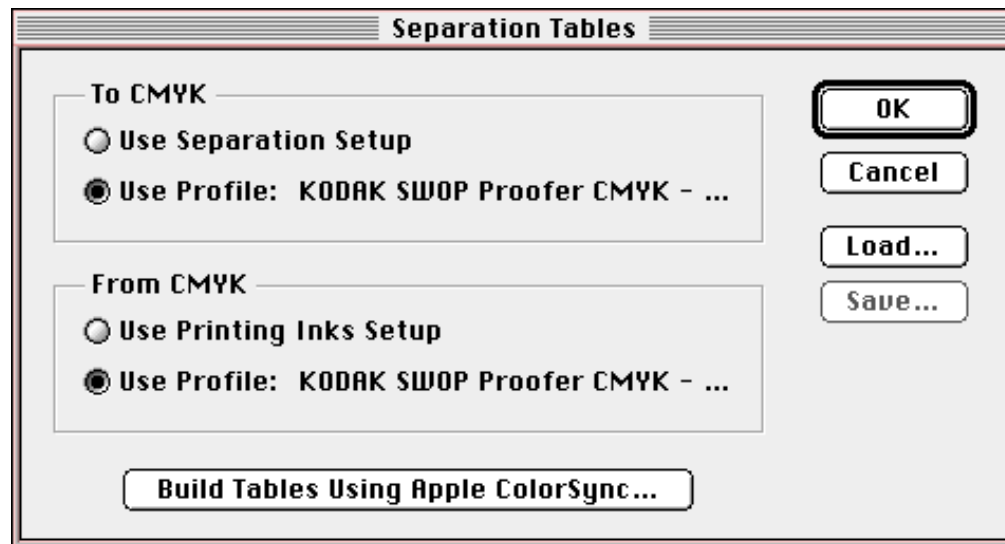 Separation Tables
To CMYK
Use Separation Setup
Use Profile: KODAK SWOP Proofer CMYK - ...
From CMYK
Use Printing Inks Setup
Use Profile: KODAK SWOP Proofer CMYK - ...
Build Tables Using Apple ColorSync...
OK
Cancel
Load...
Save...